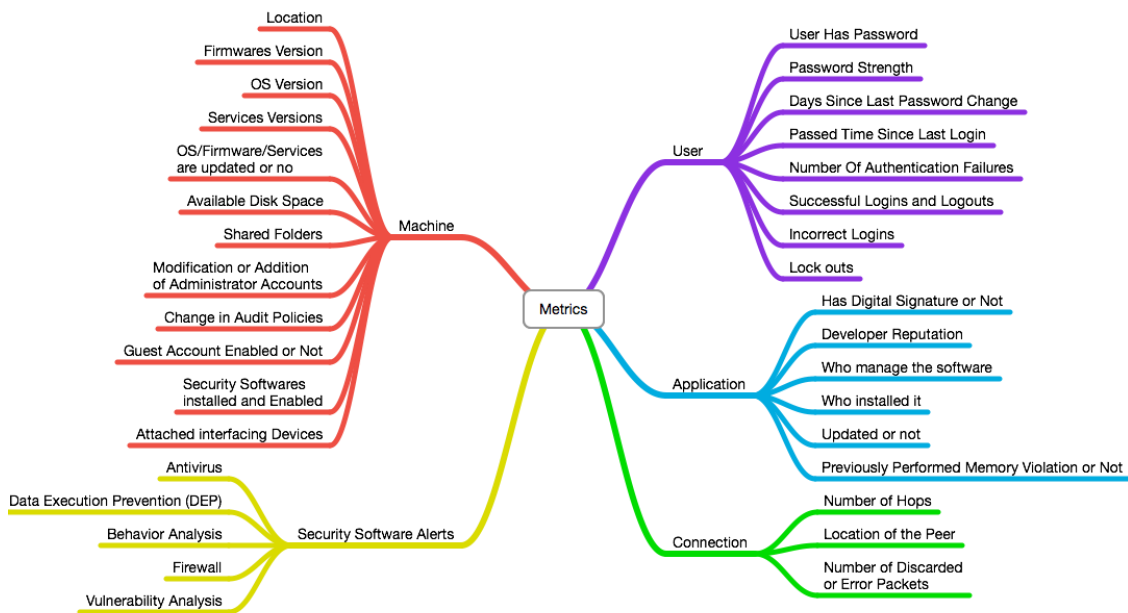 Location
Firmwares Version
OS Version
Services Versions
OS/Firmware/Services
are updated or no
Available Disk Space
Shared Folders
Modification or Addition
of Administrator Accounts
Change in Audit Policies
Guest Account Enabled or Not
Security Softwares
installed and Enabled
Attached interfacing Devices
Machine
Antivirus
Data Execution Prevention (DEP)
Behavior Analysis
Firewall
Vulnerability Analysis
Security Software Alerts
Metrics
User
User Has Password
Password Strength
Days Since Last Password Change
Passed Time Since Last Login
Number Of Authentication Failures
Successful Logins and Logouts
Incorrect Logins
Lock outs
Application
Has Digital Signature or Not
Developer Reputation
Who manage the software
Who installed it
Updated or not
Previously Performed Memory Violation or Not
Connection
Number of Hops
Location of the Peer
Number of Discarded
or Error Packets